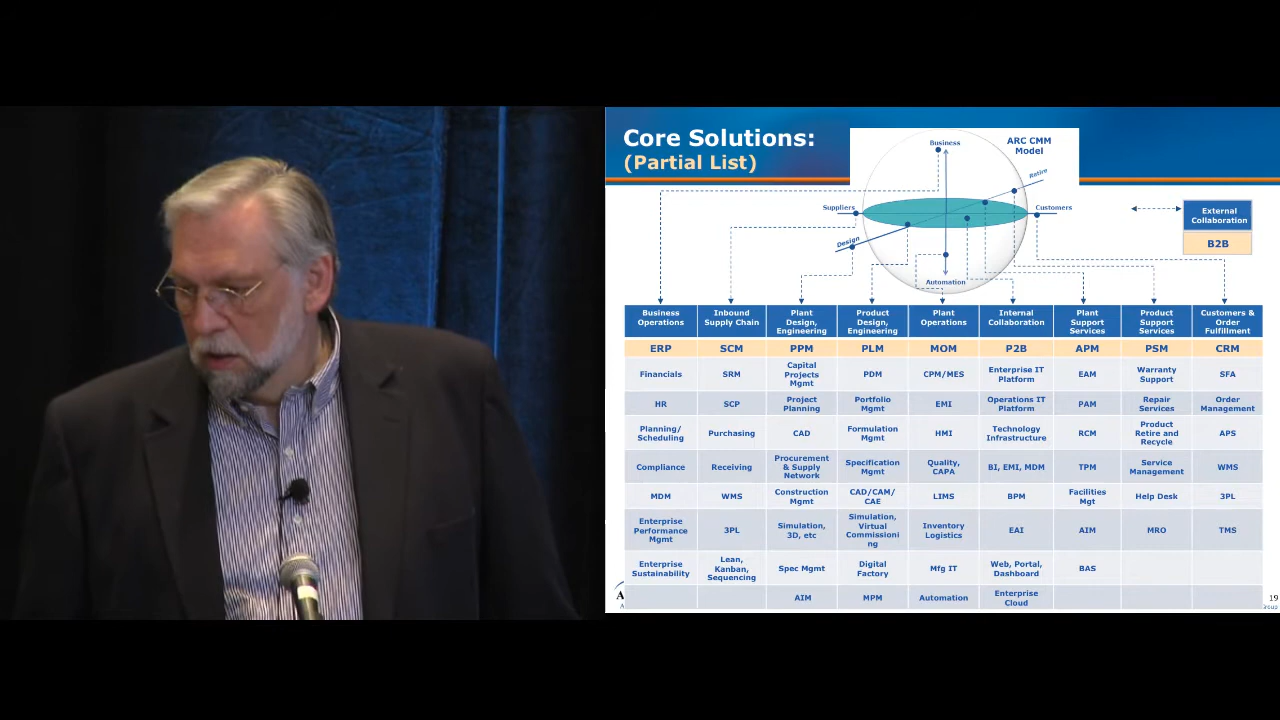 Core Solutions:
(Partial List)
Business
ARC CMM
Model
Retire
Suppliers
Customers
Design
Automation
External
Collaboration
B2B
Business
Operations
Inbound
Supply Chain
Plant
Design,
Engineering
Product
Design,
Engineering
Plant
Operations
Internal
Collaboration
Plant
Support
Services
Product
Support
Services
Customers &
Order
Fulfillment
ERP
SCM
PPM
PLM
MOM
P2B
APM
PSM
CRM
Financials
SRM
Capital
Projects
Mgmt
PDM
CPM/MES
Enterprise IT
Platform
EAM
Warranty
Support
SFA
HR
SCP
Project
Planning
Portfolio
Mgmt
EMI
Operations IT
Platform
PAM
Repair
Services
Order
Management
Planning/
Scheduling
Purchasing
CAD
Formulation
Mgmt
HMI
Technology
Infrastructure
RCM
Product
Retire and
Recycle
APS
Compliance
Receiving
Procurement
& Supply
Network
Specification
Mgmt
Quality,
CAPA
BI, EMI, MDM
TPM
Service
Management
WMS
MDM
WMS
Construction
Mgmt
CAD/CAM/
CAE
LIMS
BPM
Facilities
Mgt
Help Desk
3PL
Enterprise
Performance
Mgmt
3PL
Simulation,
3D, etc
Simulation,
Virtual
Commissioni
ng
Inventory
Logistics
EAI
AIM
MRO
TMS
Enterprise
Sustainability
Lean,
Kanban,
Sequencing
Spec Mgmt
Digital
Factory
Mfg IT
Web, Portal,
Dashboard
BAS
AIM
MPM
Automation
Enterprise
Cloud
19